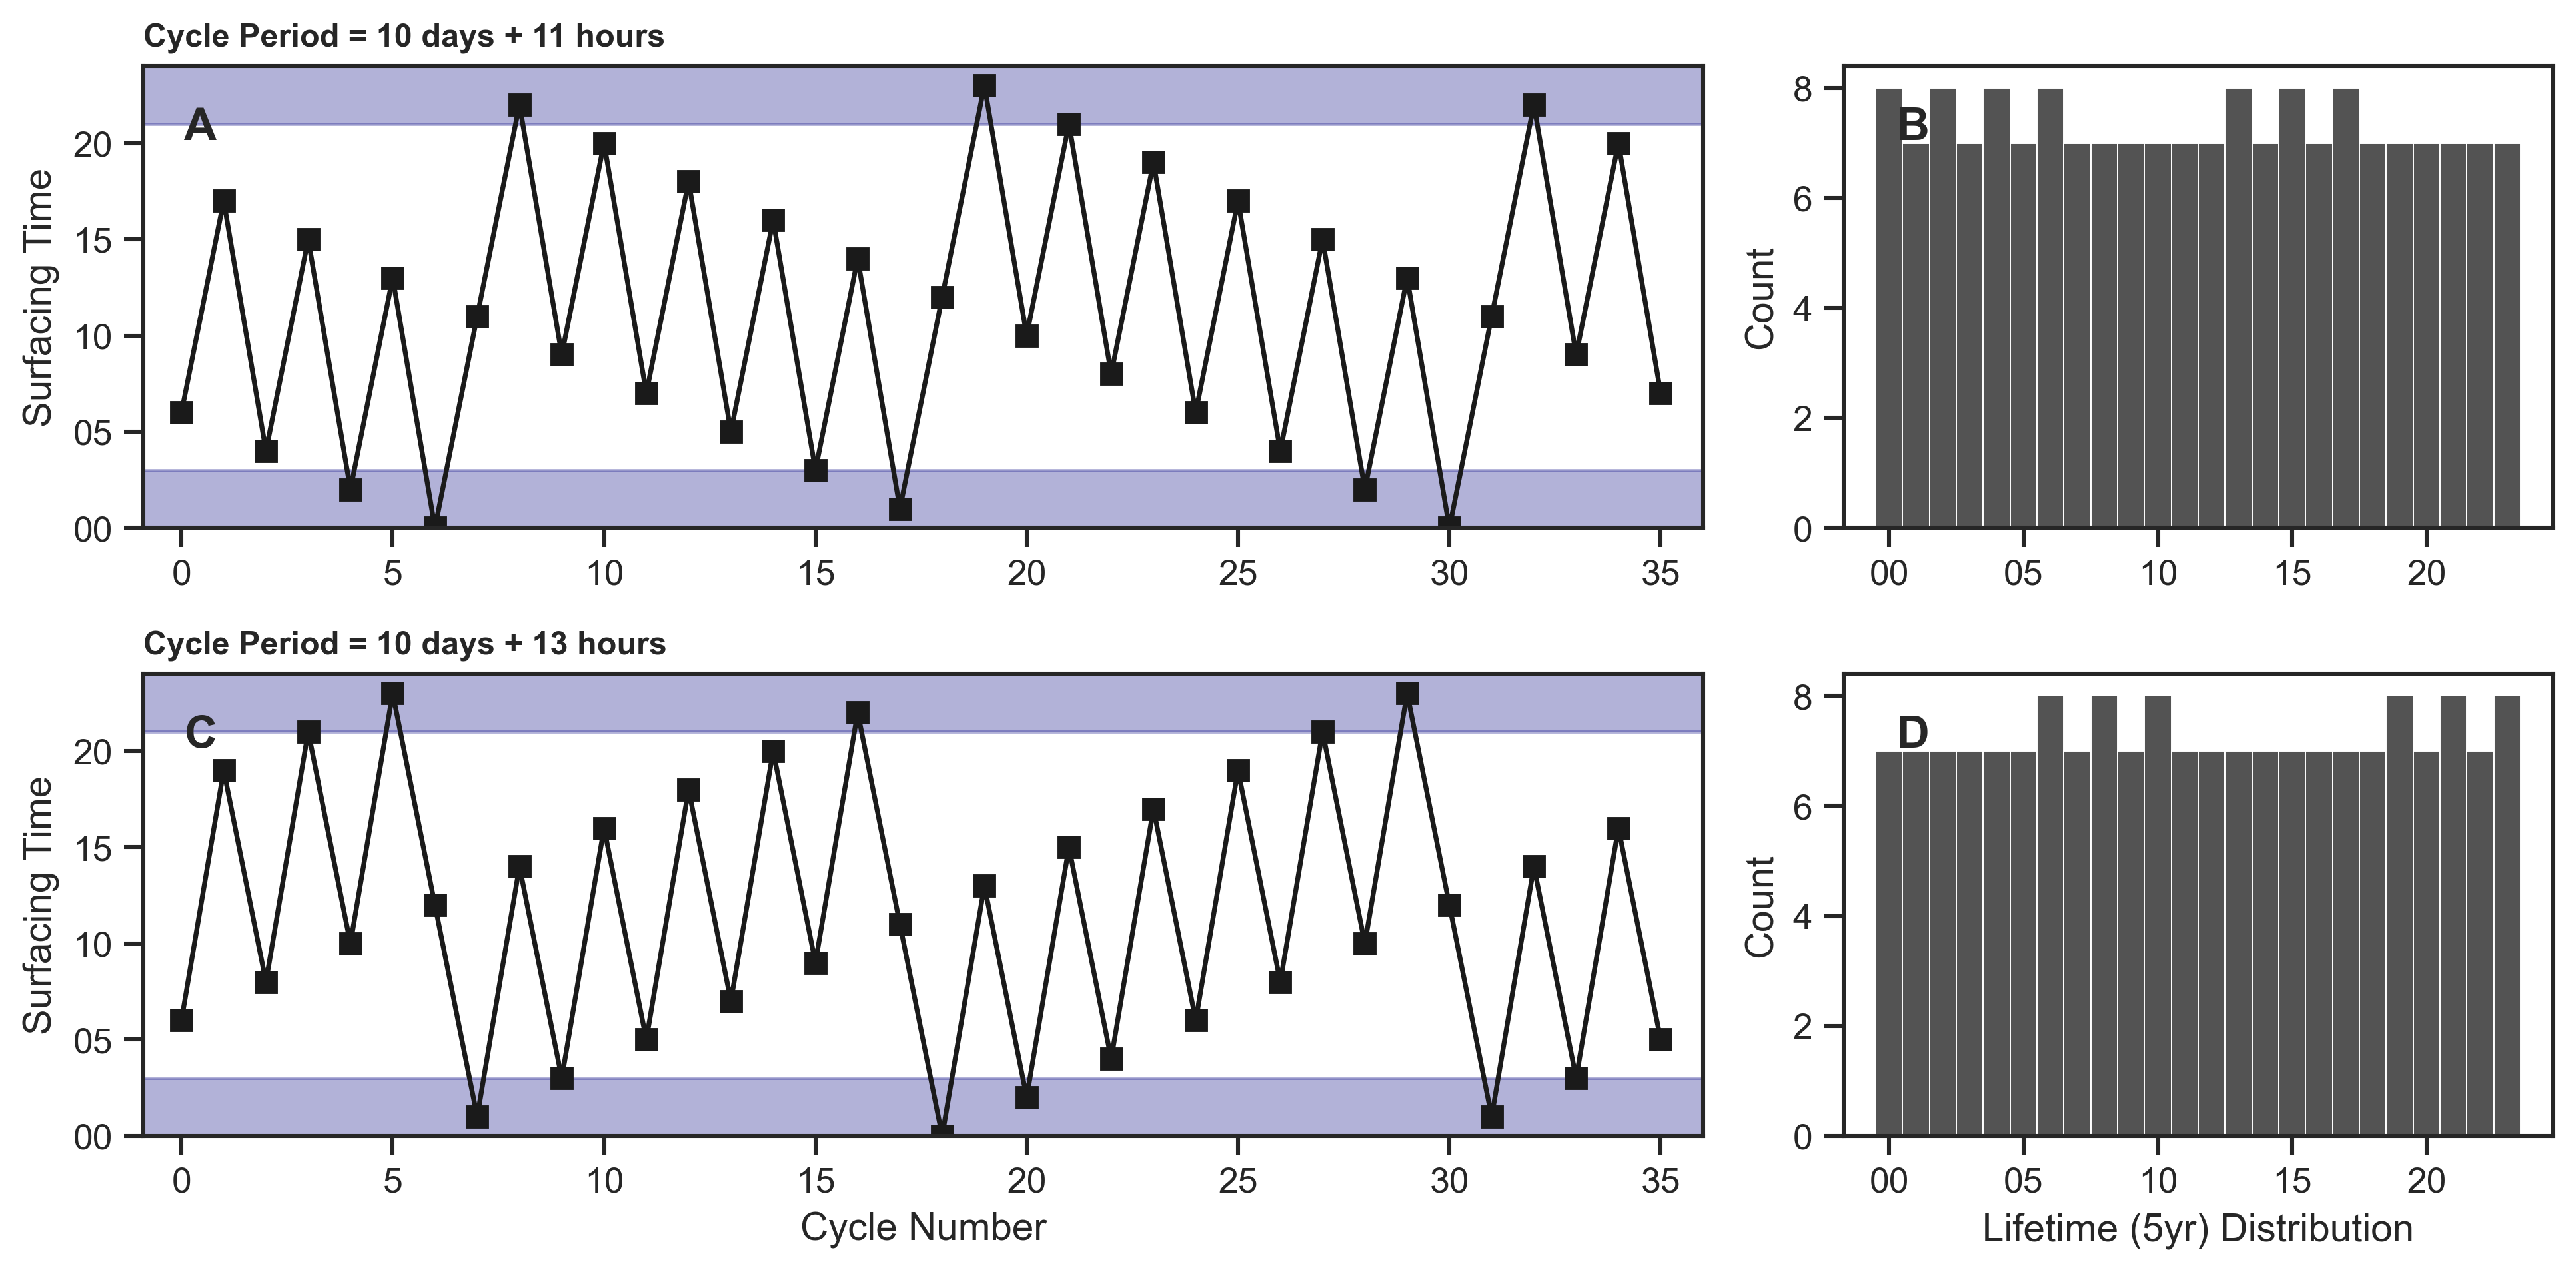 Cycle Period = 10 days + 11 hours
A
Surfacing Time
20
15
10
05
00
0 5 10 15 20 25 30 35
B
Count
8
6
4
2
0
00 05 10 15 20
Cycle Period = 10 days + 13 hours
C
Surfacing Time
20
15
10
05
00
0 5 10 15 20 25 30 35
Cycle Number
D
Count
8
6
4
2
0
00 05 10 15 20
Lifetime (5yr) Distribution